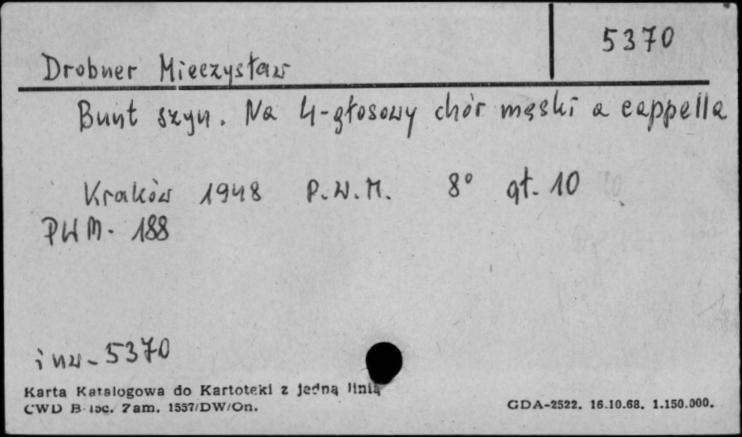 5370
Drobner Mieczysław
Bunt szyn. Na 4-głosowy chór męski a cappella
Kraków 1948 P.W.M. 8° gł. 10
PWM. 188
inw. 5370
Karta Katalogowa do Kartoteki z jedną linią
CWD Zam. 1557/DW/On.
GDA-2522. 16.10.68. 1.150.000.